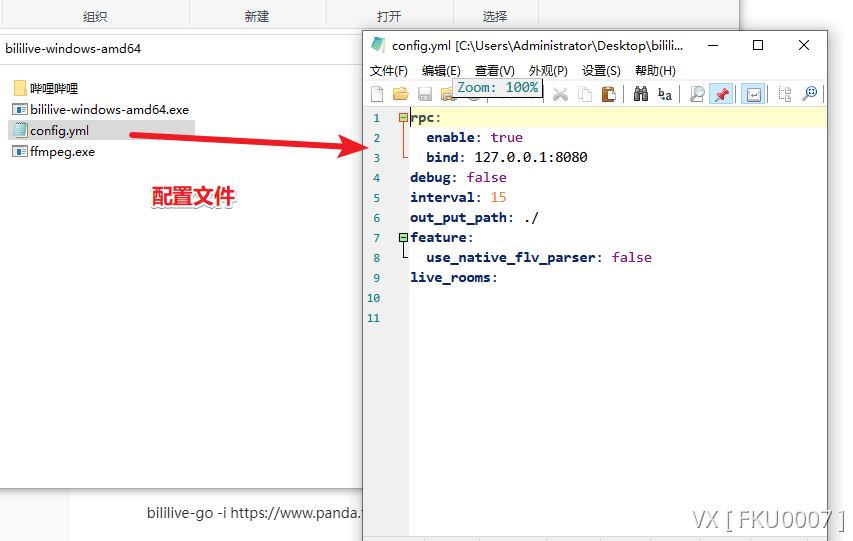 组织
新建
打开
选择
bililive-windows-amd64
哔哩哔哩
bililive-windows-amd64.exe
config.yml
ffmpeg.exe
配置文件
config.yml [C:\Users\Administrator\Desktop\bilili...
文件(F) 编辑(E) 查看(V) 外观(P) 设置(S) 帮助(H)
Zoom: 100%
1 rpc:
2 enable: true
3 bind: 127.0.0.1:8080
4 debug: false
5 interval: 15
6 out_put_path: ./
7 feature:
8 use_native_flv_parser: false
9 live_rooms:
10
11
bililive-go -i https://www.panda.
VX [ FKU0007 ]